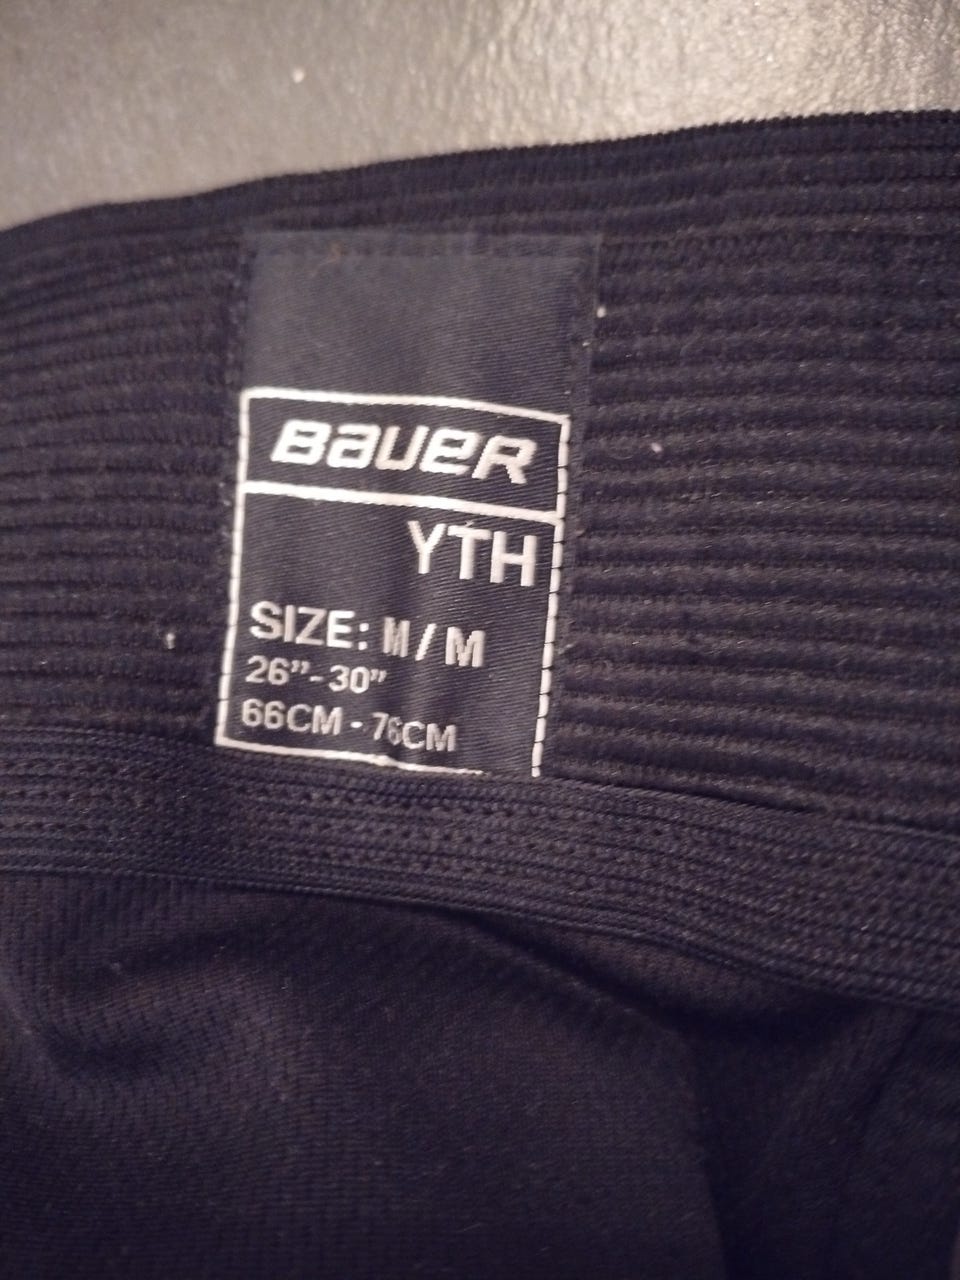 BAUER
YTH
SIZE: M/M
26”-30”
66CM - 76CM